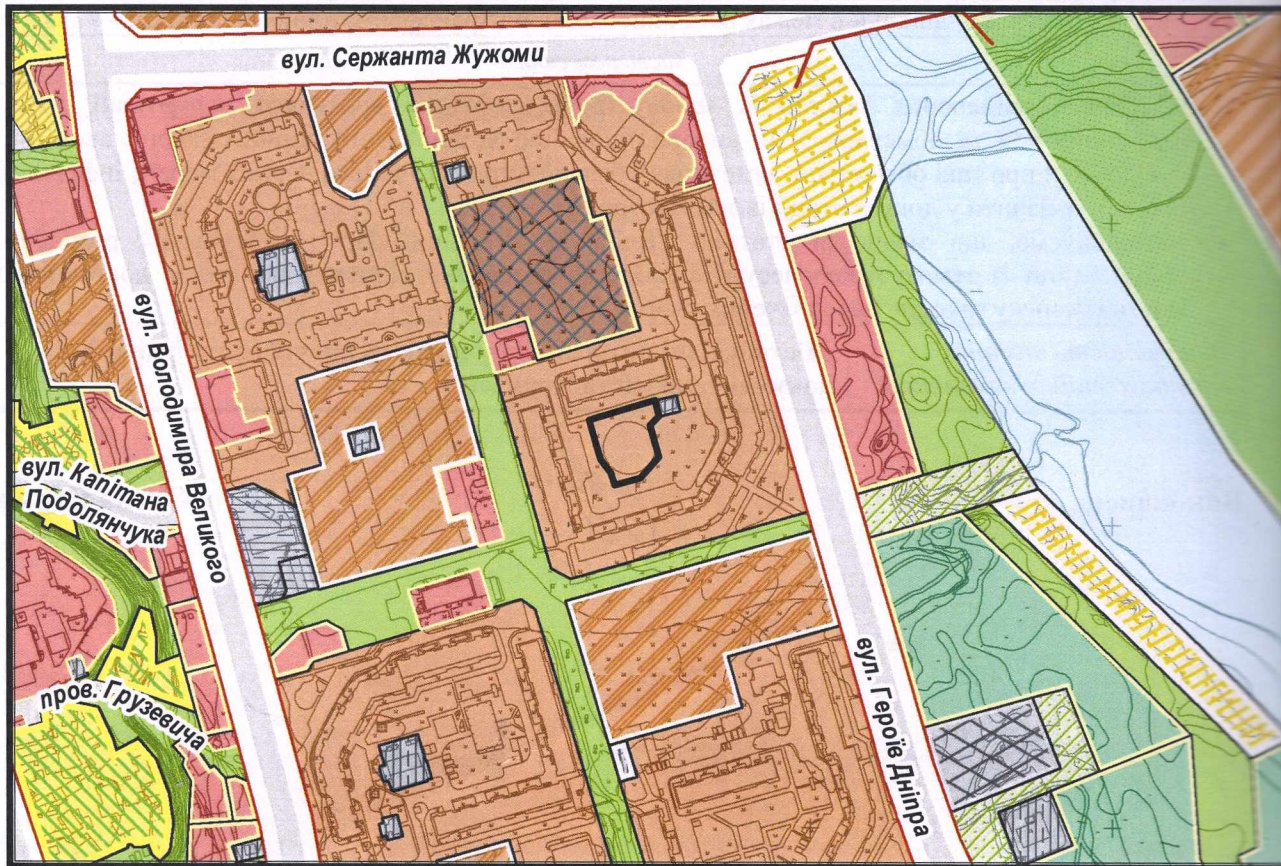 вул. Сержанта Жужоми
вул. Володимира Великого
вул. Капітана
Подолянчука
пров. Грузевича
вул. Героїв Дніпра